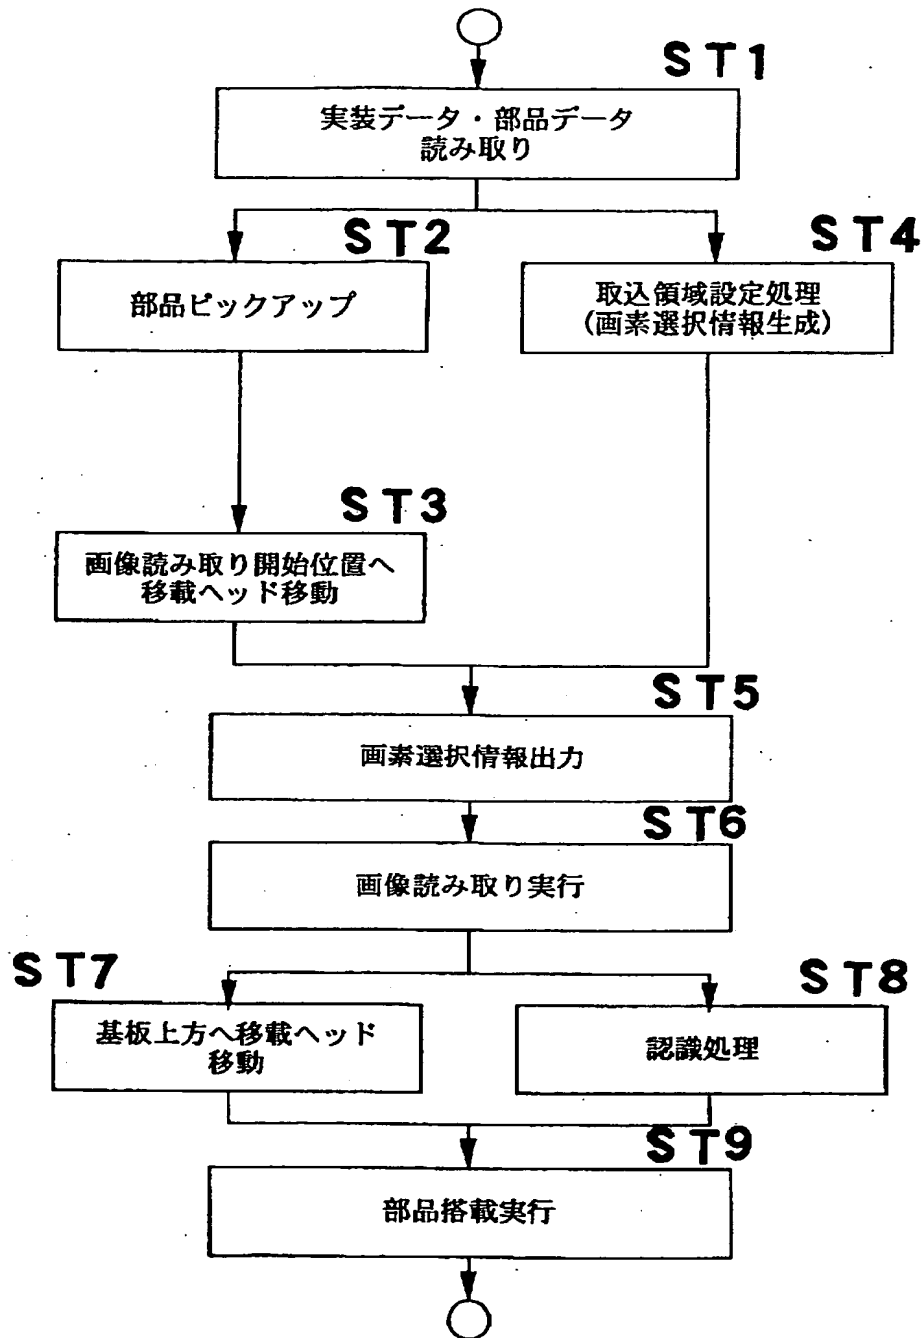 ST1
実装データ・部品データ
読み取り
ST2
部品ピックアップ
ST4
取込領域設定処理
(画素選択情報生成)
ST3
画像読み取り開始位置へ
移載ヘッド移動
ST5
画素選択情報出力
ST6
画像読み取り実行
ST7
基板上方へ移載ヘッド
移動
ST8
認識処理
ST9
部品搭載実行